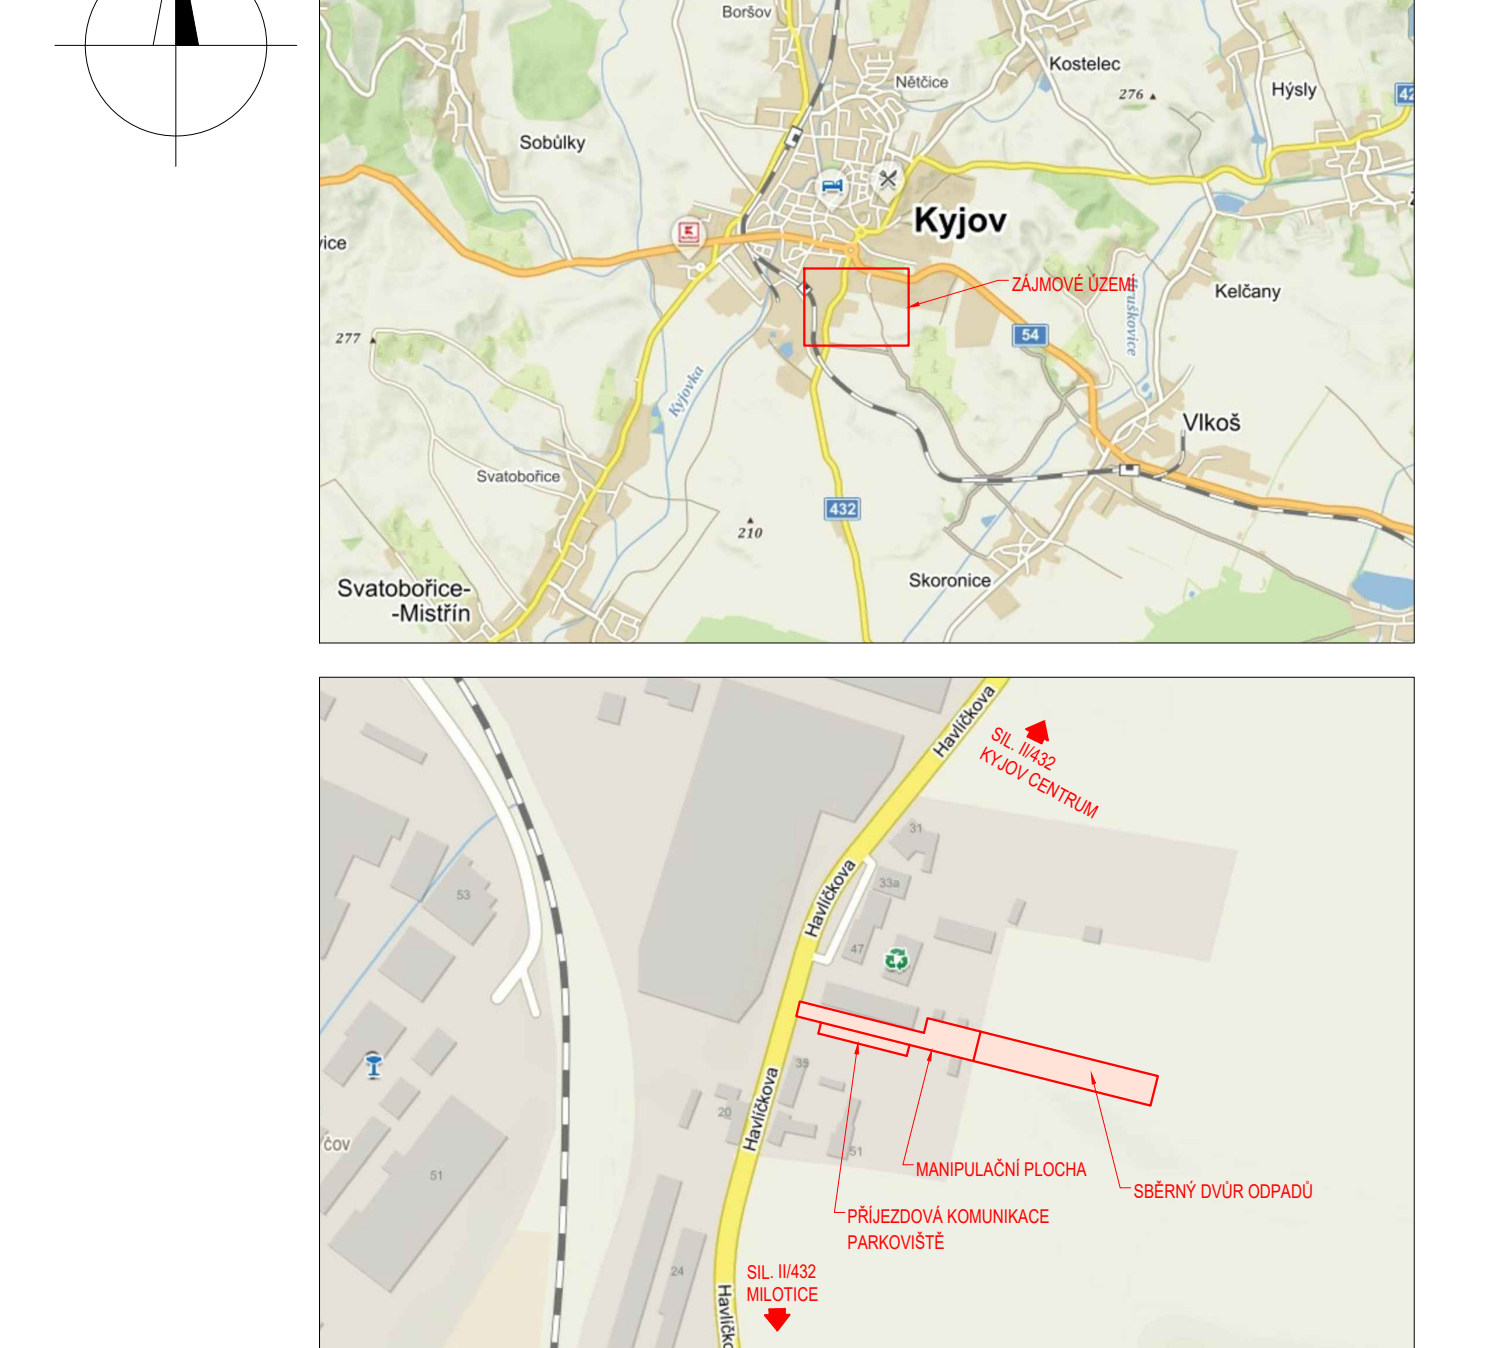 Boršov
Nětčice
Kostelec
276
Hýsly
42
Sobůlky
Kyjov
vice
ZÁJMOVÉ ÚZEMÍ
Kelčany
ruškovice
277
54
Kyjovka
Vlkoš
Svatobořice
432
210
Skoronice
Svatobořice-
-Mistřín
Havlíčkova
SIL. II/432
KYJOV CENTRUM
31
Havlíčkova
33a
53
47
35
Havlíčkova
20
čov
51
51
MANIPULAČNÍ PLOCHA
SBĚRNÝ DVŮR ODPADŮ
PŘÍJEZDOVÁ KOMUNIKACE
PARKOVIŠTĚ
24
SIL. II/432
MILOTICE
Havlíčko